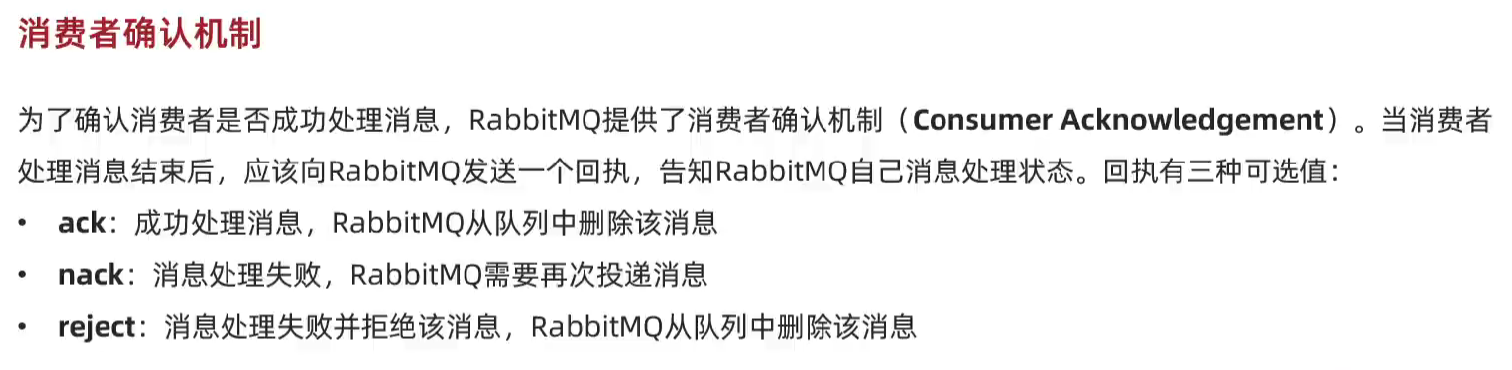 消费者确认机制
为了确认消费者是否成功处理消息，RabbitMQ提供了消费者确认机制（Consumer Acknowledgement）。当消费者
处理消息结束后，应该向RabbitMQ发送一个回执，告知RabbitMQ自己消息处理状态。回执有三种可选值：
• ack：成功处理消息，RabbitMQ从队列中删除该消息
• nack：消息处理失败，RabbitMQ需要再次投递消息
• reject：消息处理失败并拒绝该消息，RabbitMQ从队列中删除该消息